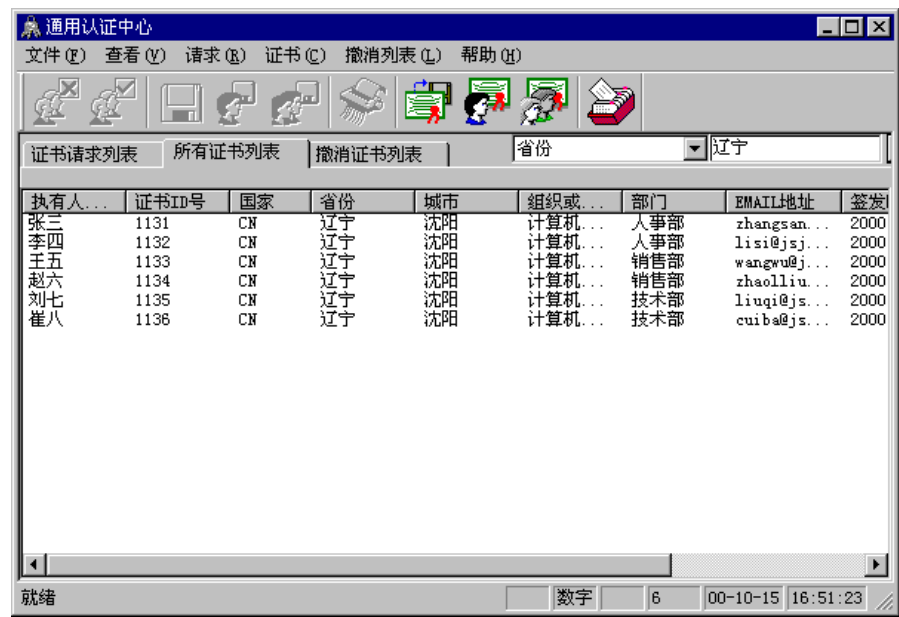 通用认证中心
文件(F) 查看(V) 请求(R) 证书(C) 撤消列表(L) 帮助(H)
证书请求列表 所有证书列表 撤消证书列表 省份 辽宁
执有人... 证书ID号 国家 省份 城市 组织或... 部门 EMAIL地址 签发
张三 1131 CN 辽宁 沈阳 计算机... 人事部 zhangsan... 2000
李四 1132 CN 辽宁 沈阳 计算机... 人事部 lisi@jsj... 2000
王五 1133 CN 辽宁 沈阳 计算机... 销售部 wangwu@j... 2000
赵六 1134 CN 辽宁 沈阳 计算机... 销售部 zhaolliu... 2000
刘七 1135 CN 辽宁 沈阳 计算机... 技术部 liuqi@js... 2000
崔八 1136 CN 辽宁 沈阳 计算机... 技术部 cuiba@js... 2000
就绪 数字 6 00-10-15 16:51:23